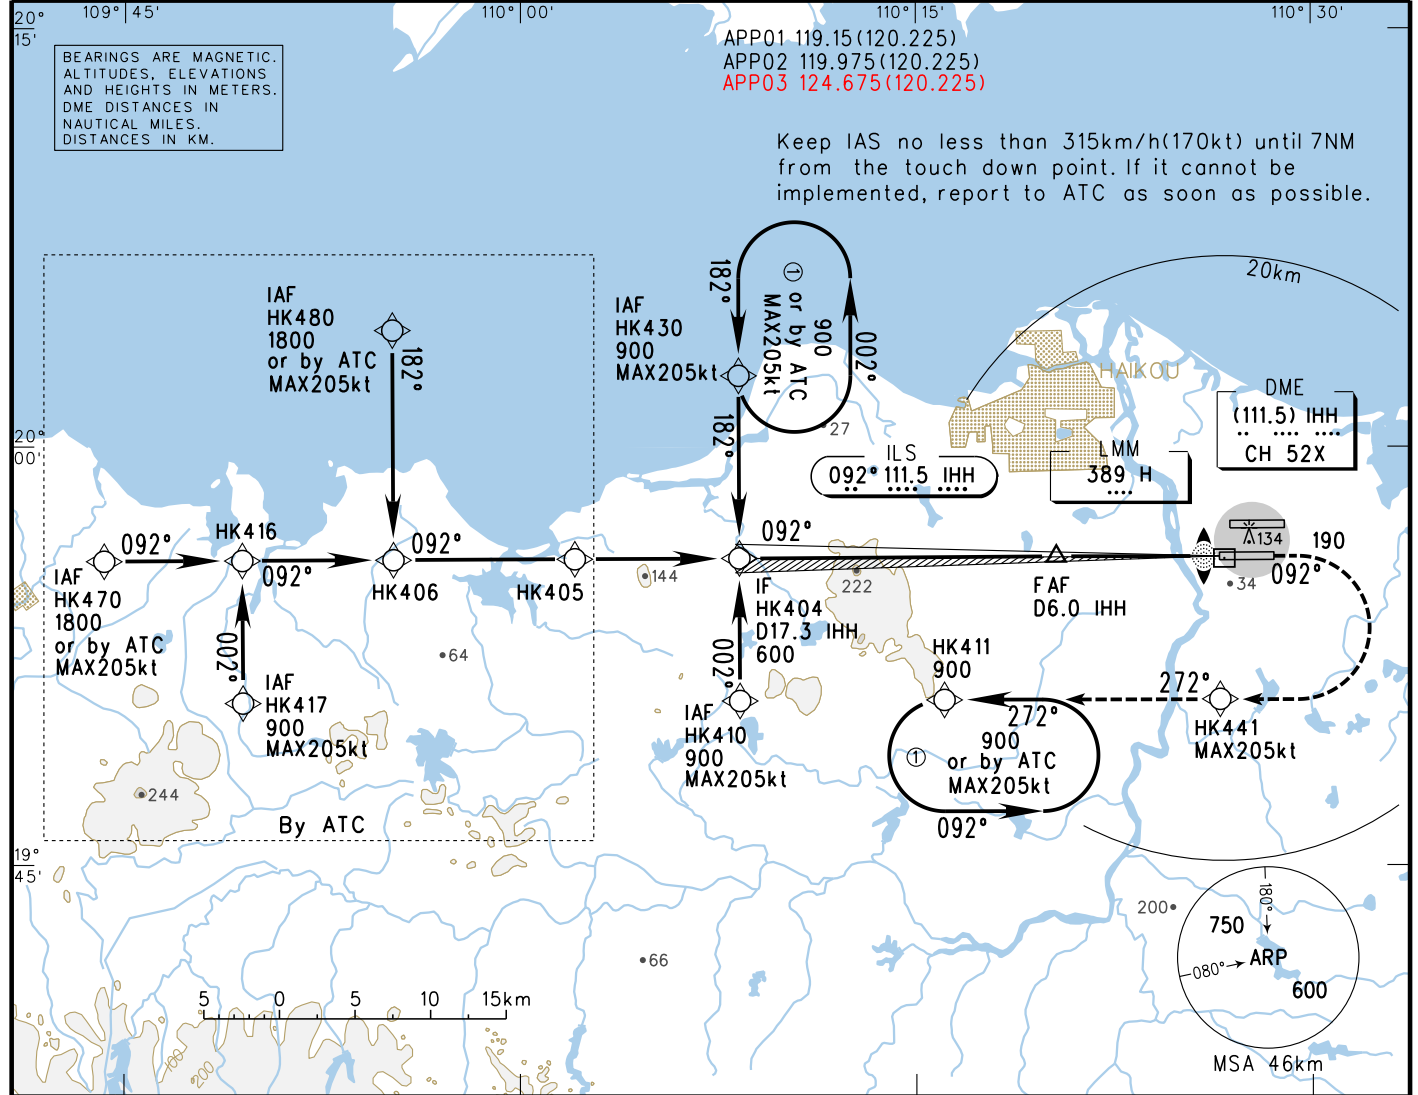 109° 45'
110° 00'
110° 15'
110° 30'
20°
15'
BEARINGS ARE MAGNETIC.
ALTITUDES, ELEVATIONS
AND HEIGHTS IN METERS.
DME DISTANCES IN
NAUTICAL MILES.
DISTANCES IN KM.
APP01 119.15(120.225)
APP02 119.975(120.225)
APP03 124.675(120.225)
Keep IAS no less than 315km/h(170kt) until 7NM
from the touch down point. If it cannot be
implemented, report to ATC as soon as possible.
20km
IAF
HK480
1800
or by ATC
MAX205kt
182°
IAF
HK430
900
MAX205kt
182°
① or by ATC
900
MAX205kt
002°
182°
27
HAIKOU
DME
(111.5) IHH
CH 52X
LMM
389 H
ILS
092° 111.5 IHH
20°
00'
092°
HK416
092°
092°
HK406
HK405
092°
144
222
134
190
092°
34
IAF
HK470
1800
or by ATC
MAX205kt
002°
IAF
HK417
900
MAX205kt
64
IF
HK404
D17.3 IHH
600
002°
FAF
D6.0 IHH
HK411
900
IAF
HK410
900
MAX205kt
272°
①
900
or by ATC
MAX205kt
092°
272°
HK441
MAX205kt
244
By ATC
19°
45'
200
66
180°
750
080°
ARP
600
MSA 46km
5 0 5 10 15km
100
200